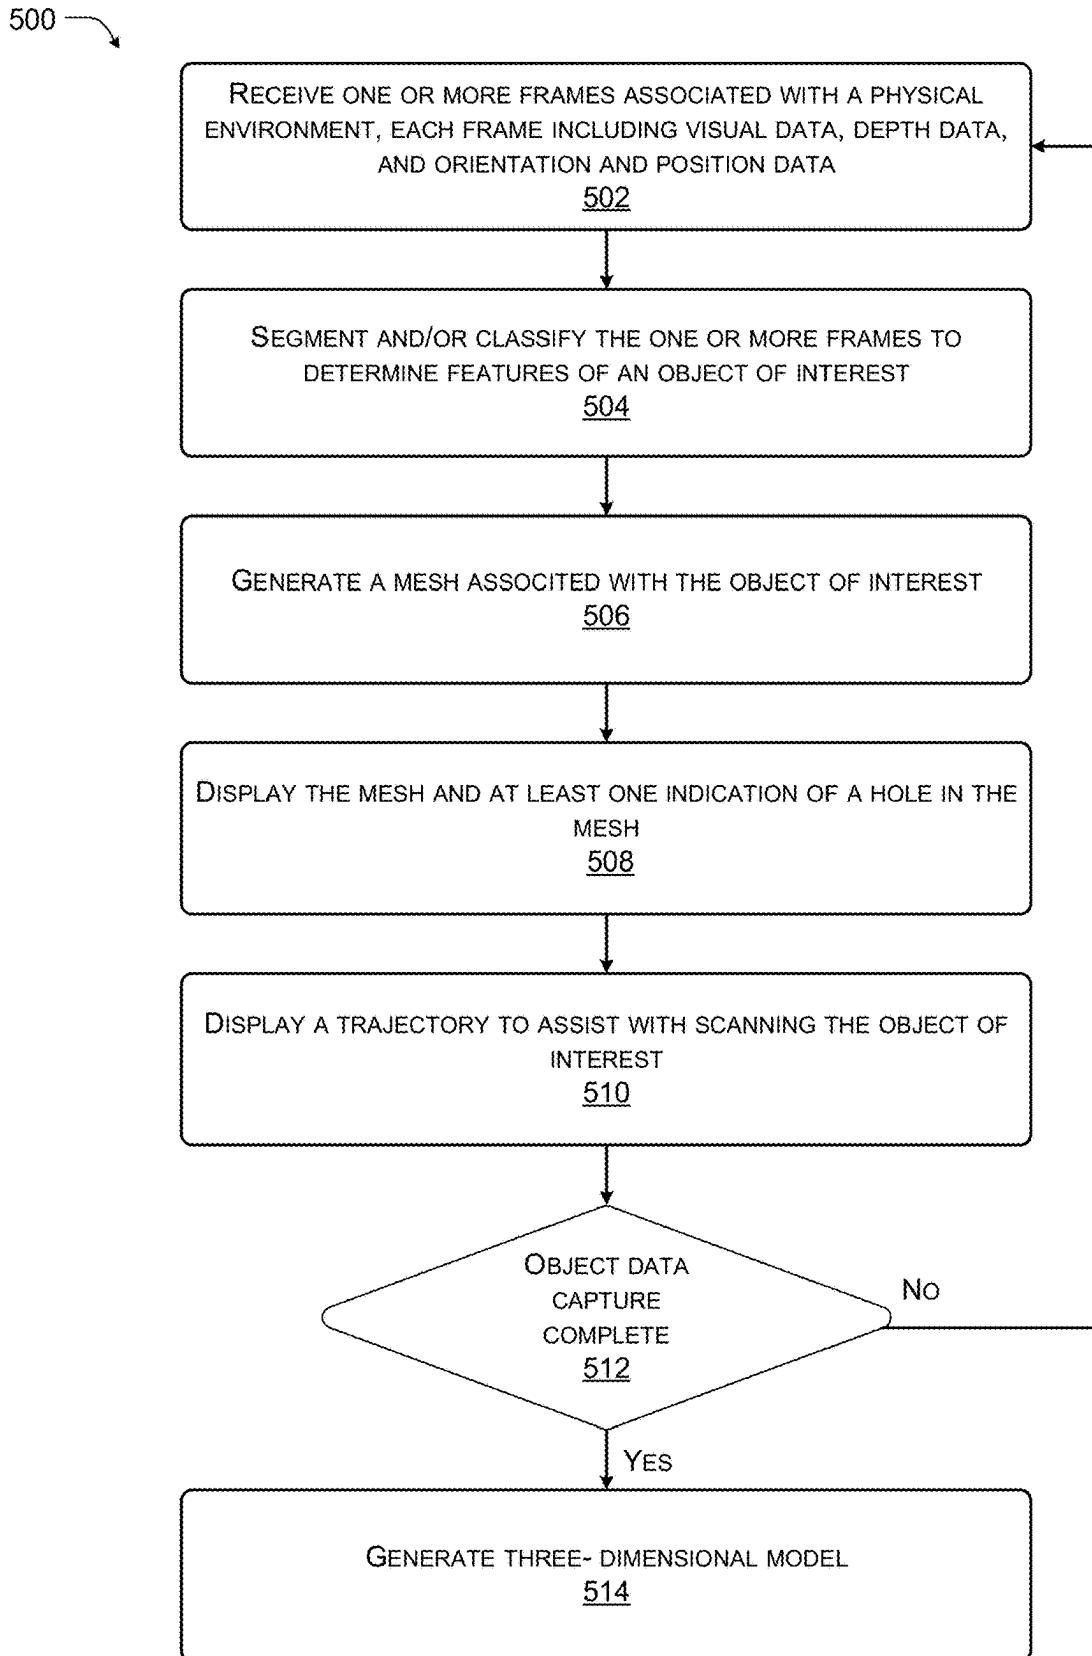 500
RECEIVE ONE OR MORE FRAMES ASSOCIATED WITH A PHYSICAL
ENVIRONMENT, EACH FRAME INCLUDING VISUAL DATA, DEPTH DATA,
AND ORIENTATION AND POSITION DATA
502
SEGMENT AND/OR CLASSIFY THE ONE OR MORE FRAMES TO
DETERMINE FEATURES OF AN OBJECT OF INTEREST
504
GENERATE A MESH ASSOCITED WITH THE OBJECT OF INTEREST
506
DISPLAY THE MESH AND AT LEAST ONE INDICATION OF A HOLE IN THE
MESH
508
DISPLAY A TRAJECTORY TO ASSIST WITH SCANNING THE OBJECT OF
INTEREST
510
OBJECT DATA
CAPTURE
COMPLETE
512
NO
YES
GENERATE THREE- DIMENSIONAL MODEL
514